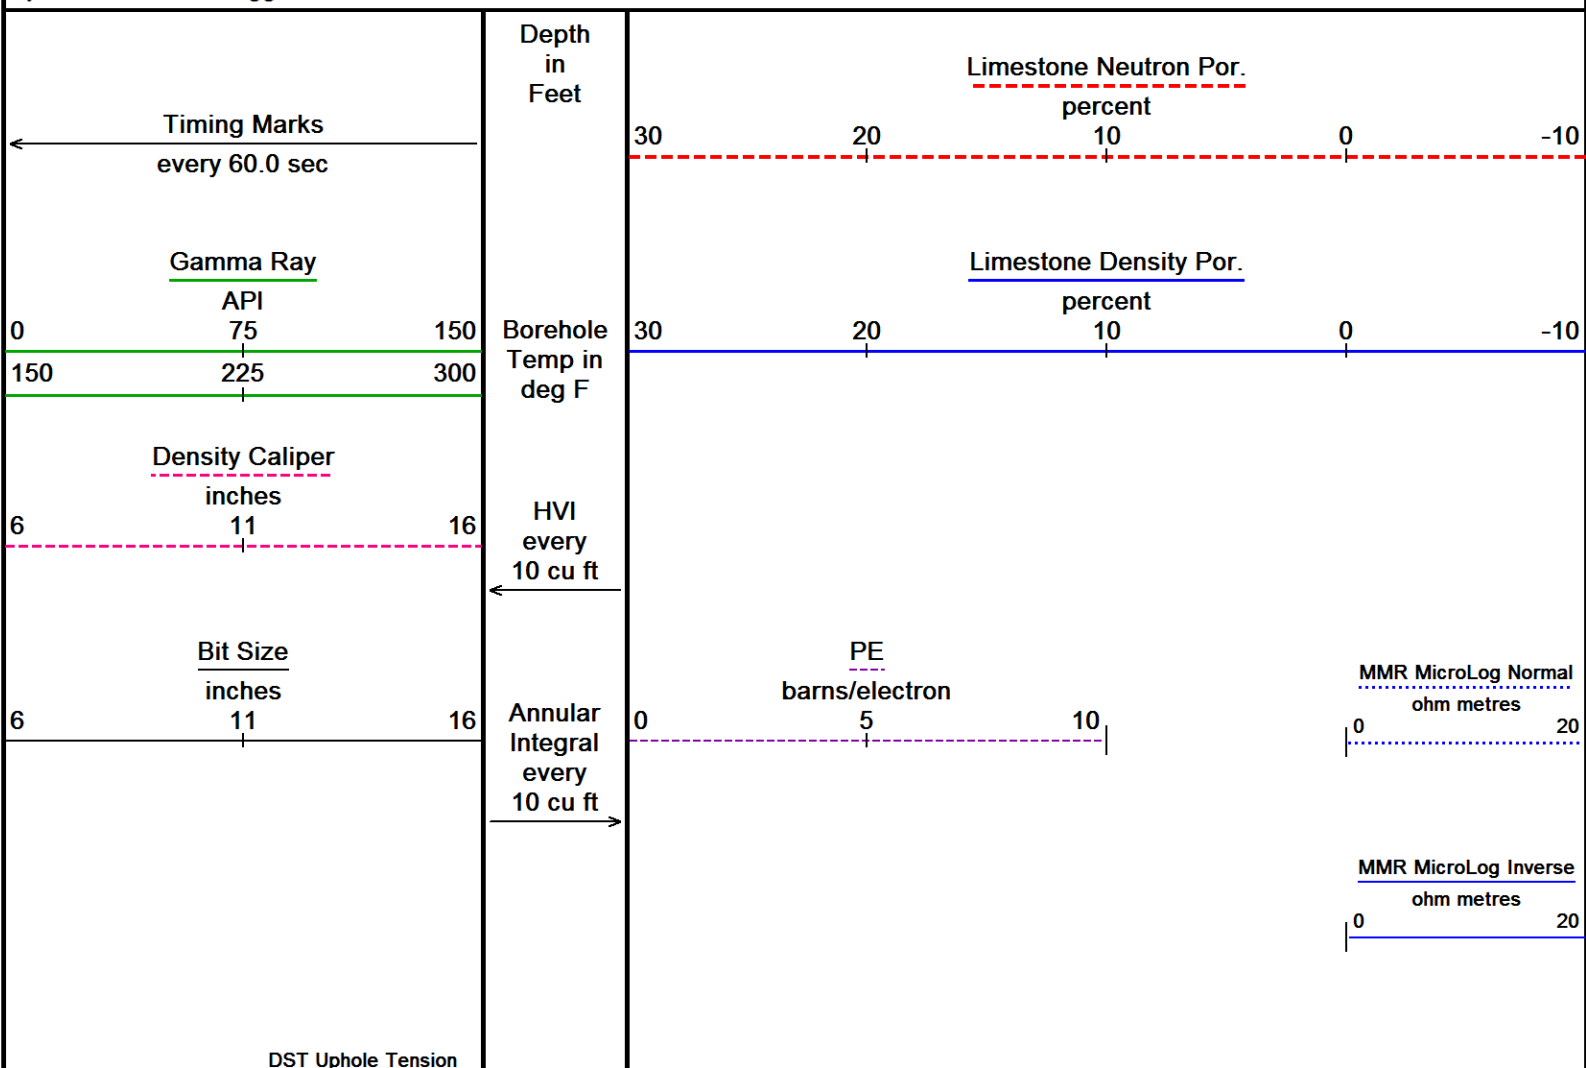 Depth
in
Feet
Timing Marks
every 60.0 sec
Limestone Neutron Por.
percent
30 20 10 0 -10
Gamma Ray
API
0 75 150
150 225 300
Borehole
Temp in
deg F
Limestone Density Por.
percent
30 20 10 0 -10
Density Caliper
inches
6 11 16
HVI
every
10 cu ft
Bit Size
inches
6 11 16
Annular
Integral
every
10 cu ft
PE
barns/electron
0 5 10
MMR MicroLog Normal
ohm metres
0 20
MMR MicroLog Inverse
ohm metres
0 20
DST Uphole Tension